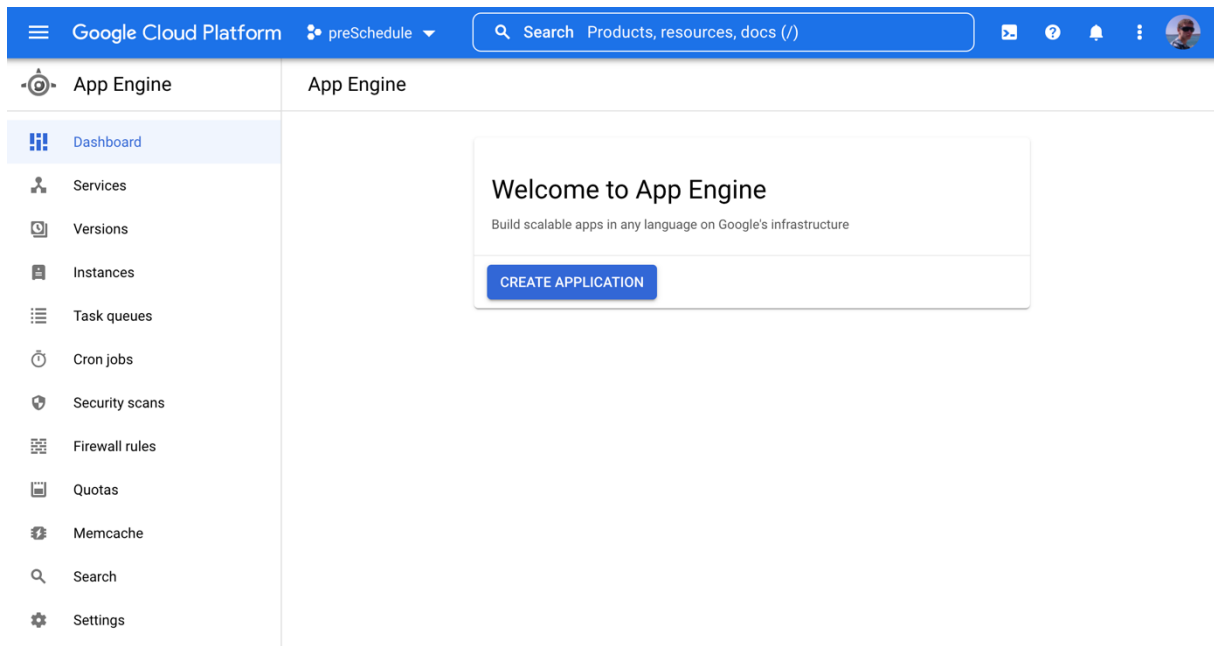 Google Cloud Platform preSchedule Search Products, resources, docs (/)
App Engine
App Engine
Dashboard
Services
Versions
Instances
Task queues
Cron jobs
Security scans
Firewall rules
Quotas
Memcache
Search
Settings
Welcome to App Engine
Build scalable apps in any language on Google's infrastructure
CREATE APPLICATION